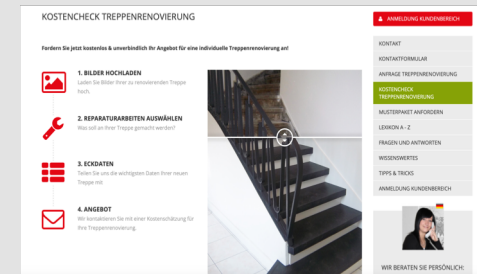 KOSTENCHECK TREPPENRENOVIERUNG
Fordern Sie jetzt kostenlos & unverbindlich Ihr Angebot für eine individuelle Treppenrenovierung an!
1. BILDER HOCHLADEN
Laden Sie Bilder Ihrer zu renovierenden Treppe
hoch.
2. REPARATURARBEITEN AUSWÄHLEN
Was soll an Ihrer Treppe gemacht werden?
3. ECKDATEN
Teilen Sie uns die wichtigsten Daten Ihrer neuen
Treppe mit
4. ANGEBOT
Wir kontaktieren Sie mit einer Kostenschätzung für
Ihre Treppenrenovierung.
ANMELDUNG KUNDENBEREICH
KONTAKT
KONTAKTFORMULAR
ANFRAGE TREPPENRENOVIERUNG
KOSTENCHECK
TREPPENRENOVIERUNG
MUSTERPAKET ANFORDERN
LEXIKON A - Z
FRAGEN UND ANTWORTEN
WISSENSWERTES
TIPPS & TRICKS
ANMELDUNG KUNDENBEREICH
WIR BERATEN SIE PERSÖNLICH: